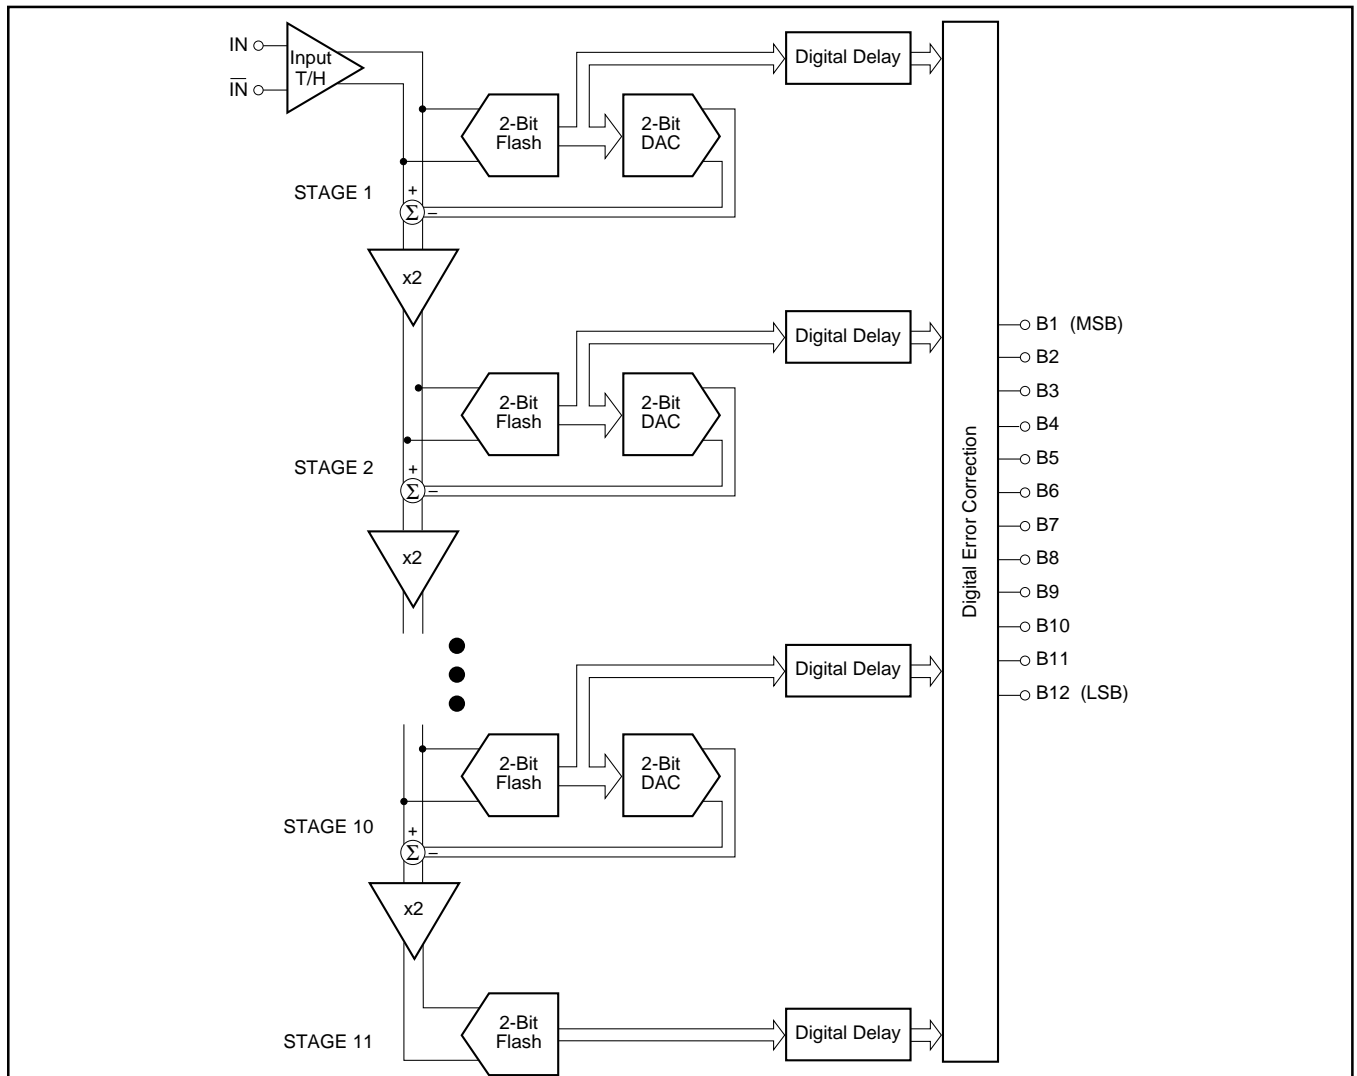 IN
Input
T/H
I̅N̅
Digital Delay
2-Bit
Flash
2-Bit
DAC
STAGE 1
+
Σ
–
x2
Digital Delay
B1 (MSB)
B2
B3
2-Bit
Flash
2-Bit
DAC
B4
B5
STAGE 2
+
Σ
–
B6
B7
x2
B8
B9
B10
B11
B12 (LSB)
Digital Error Correction
Digital Delay
2-Bit
Flash
2-Bit
DAC
STAGE 10
+
Σ
–
x2
STAGE 11
2-Bit
Flash
Digital Delay